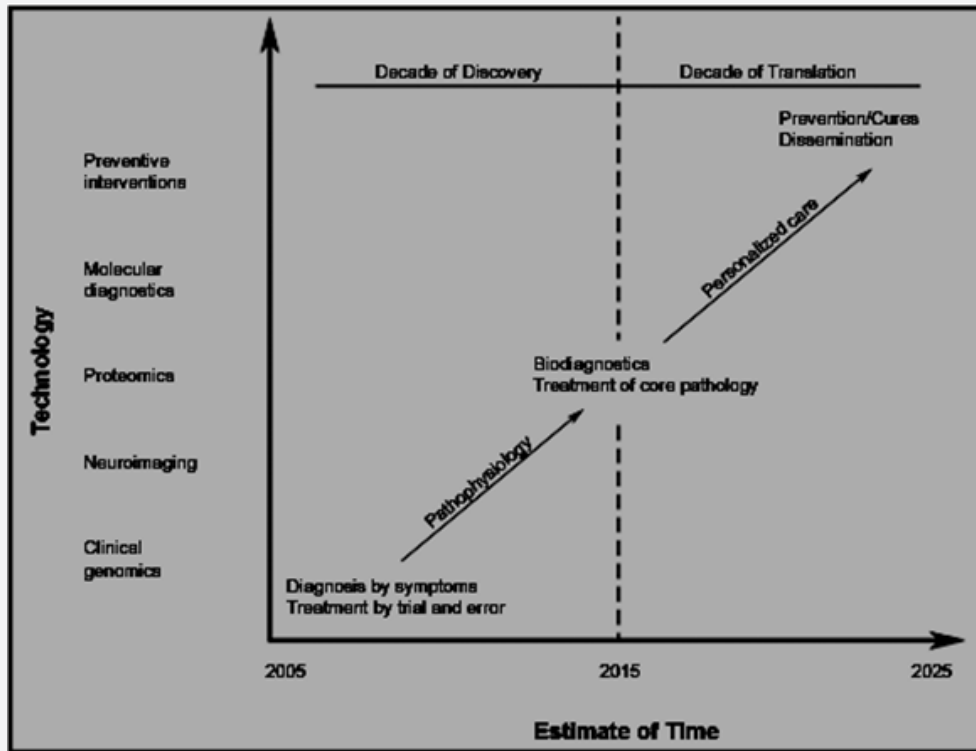 Decade of Discovery
Decade of Translation
Prevention/Cures
Dissemination
Preventive
interventions
Personalized care
Molecular
diagnostics
Technology
Biodiagnostics
Treatment of core pathology
Proteomics
Pathophysiology
Neuroimaging
Clinical
genomics
Diagnosis by symptoms
Treatment by trial and error
2005
2015
2025
Estimate of Time